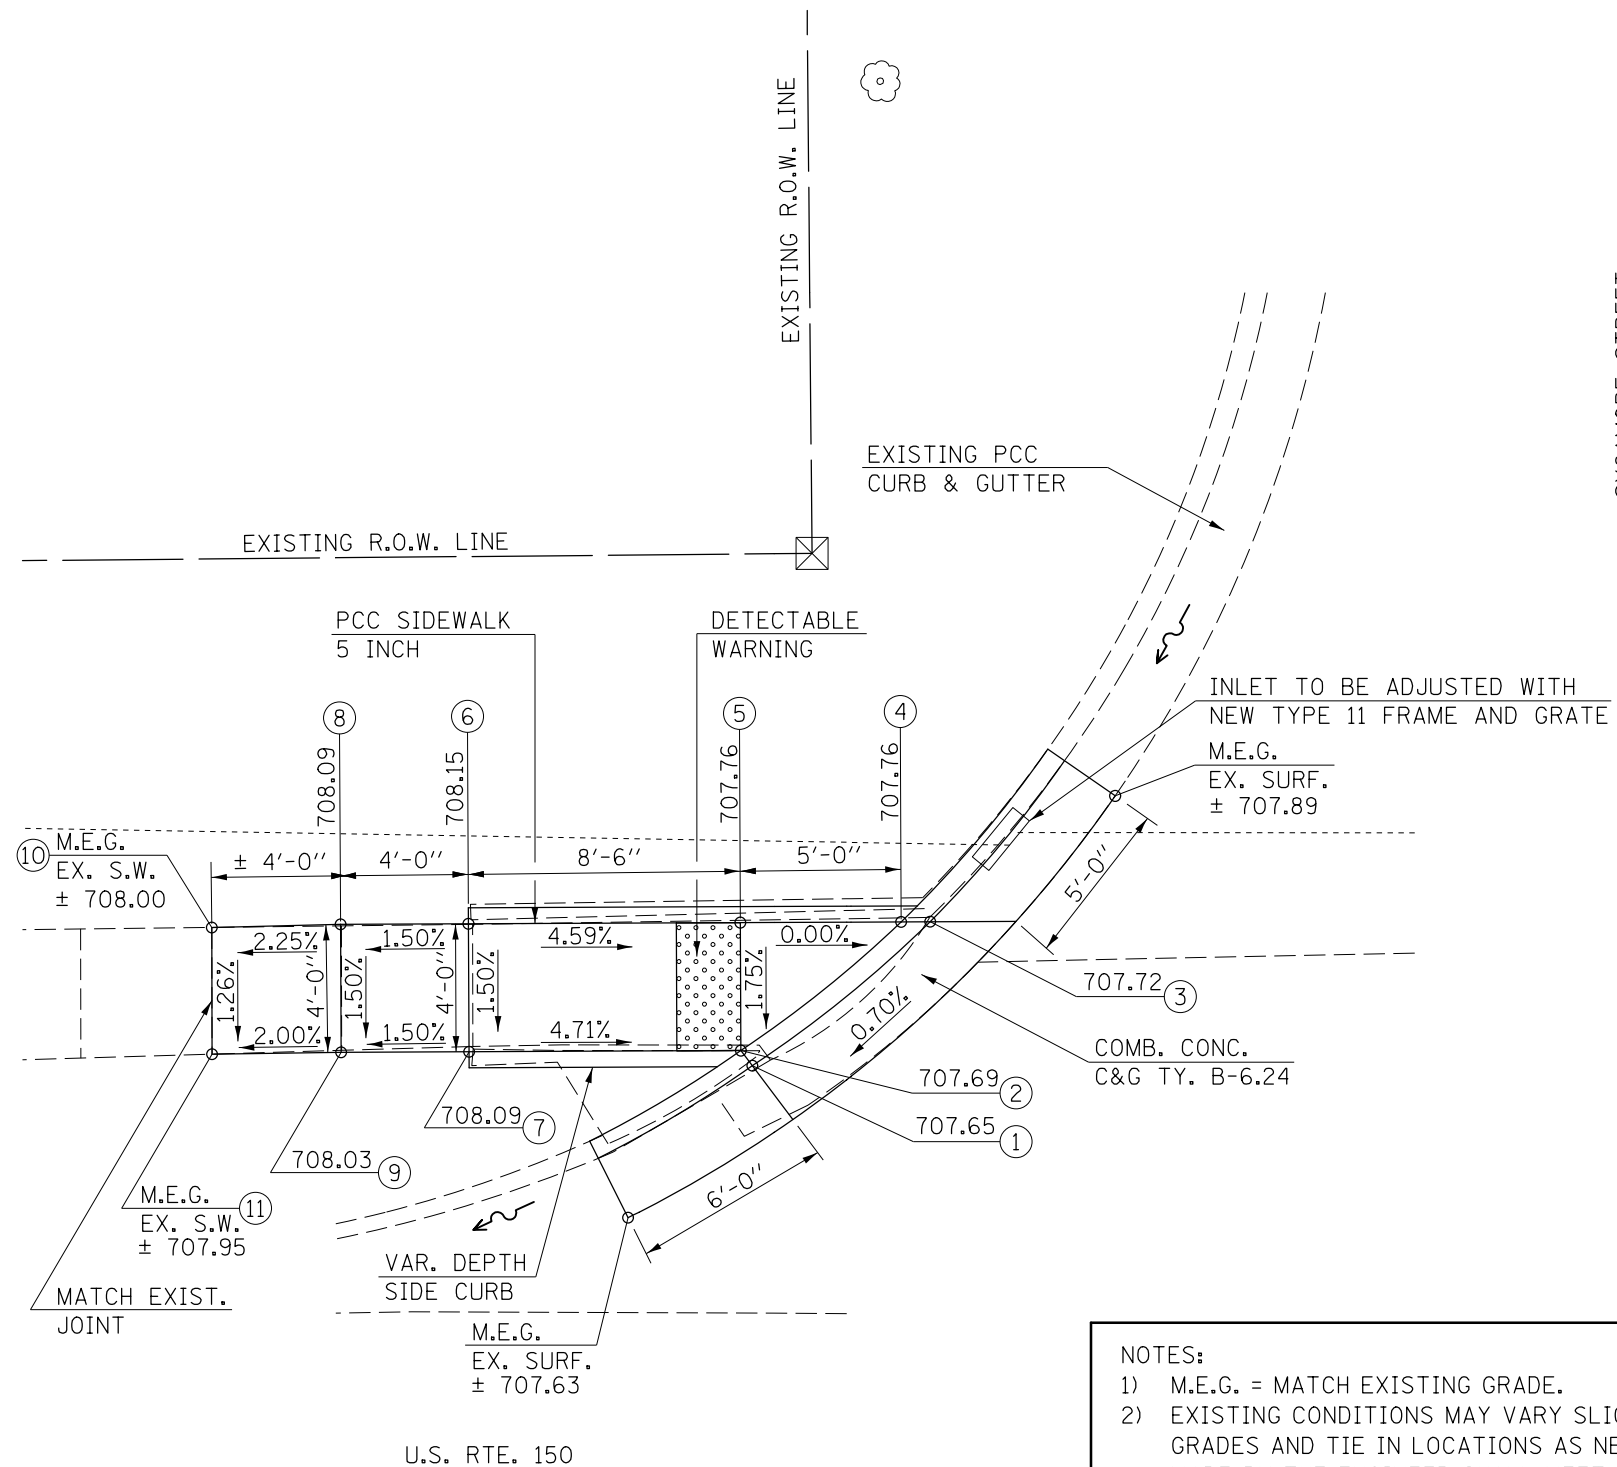 EXISTING R.O.W. LINE
EXISTING PCC
CURB & GUTTER
EXISTING R.O.W. LINE
PCC SIDEWALK
5 INCH
DETECTABLE
WARNING
INLET TO BE ADJUSTED WITH
NEW TYPE 11 FRAME AND GRATE
M.E.G.
EX. SURF.
± 707.89
8
6
5
4
708.09
708.15
707.76
707.76
10
M.E.G.
EX. S.W.
± 708.00
± 4'-0"
4'-0"
8'-6"
5'-0"
5'-0"
2.25%
1.50%
4.59%
0.00%
1.26%
4'-0"
1.50%
4'-0"
1.50%
1.75%
2.00%
1.50%
4.71%
0.70%
707.72
3
COMB. CONC.
C&G TY. B-6.24
707.69
2
707.65
1
708.09
7
708.03
9
M.E.G.
EX. S.W.
± 707.95
11
6'-0"
VAR. DEPTH
SIDE CURB
MATCH EXIST.
JOINT
M.E.G.
EX. SURF.
± 707.63
U.S. RTE. 150
NOTES:
1) M.E.G. = MATCH EXISTING GRADE.
2) EXISTING CONDITIONS MAY VARY
GRADES AND TIE IN LOCATIONS AS